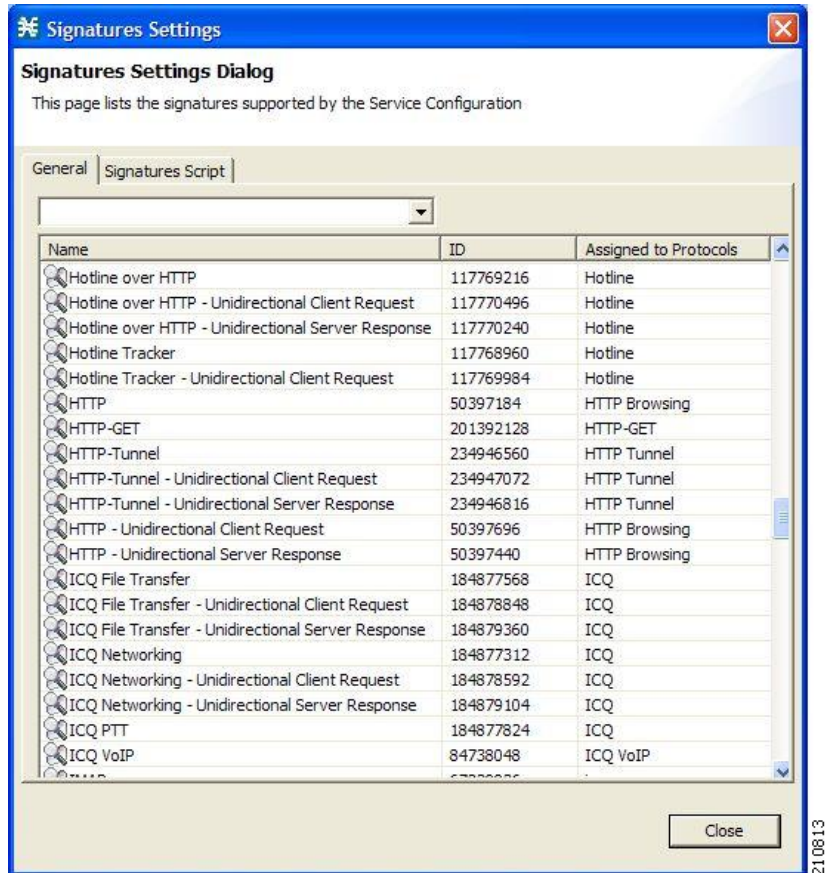 Signatures Settings
Signatures Settings Dialog
This page lists the signatures supported by the Service Configuration
General Signatures Script
Name ID Assigned to Protocols
Hotline over HTTP 117769216 Hotline
Hotline over HTTP - Unidirectional Client Request 117770496 Hotline
Hotline over HTTP - Unidirectional Server Response 117770240 Hotline
Hotline Tracker 117768960 Hotline
Hotline Tracker - Unidirectional Client Request 117769984 Hotline
HTTP 50397184 HTTP Browsing
HTTP-GET 201392128 HTTP-GET
HTTP-Tunnel 234946560 HTTP Tunnel
HTTP-Tunnel - Unidirectional Client Request 234947072 HTTP Tunnel
HTTP-Tunnel - Unidirectional Server Response 234946816 HTTP Tunnel
HTTP - Unidirectional Client Request 50397696 HTTP Browsing
HTTP - Unidirectional Server Response 50397440 HTTP Browsing
ICQ File Transfer 184877568 ICQ
ICQ File Transfer - Unidirectional Client Request 184878848 ICQ
ICQ File Transfer - Unidirectional Server Response 184879360 ICQ
ICQ Networking 184877312 ICQ
ICQ Networking - Unidirectional Client Request 184878592 ICQ
ICQ Networking - Unidirectional Server Response 184879104 ICQ
ICQ PTT 184877824 ICQ
ICQ VoIP 84738048 ICQ VoIP
Close
210813